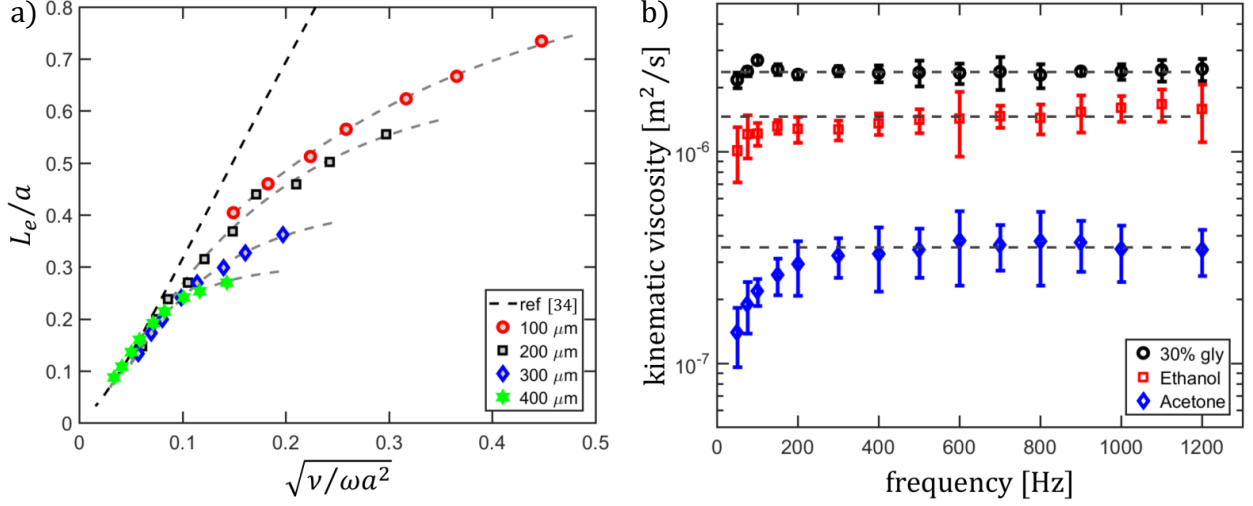 a)
0.8
0.7
0.6
0.5
0.4
0.3
0.2
0.1
0
L_e/a
0 0.1 0.2 0.3 0.4 0.5
√ν/ωa²
ref [34]
100 μm
200 μm
300 μm
400 μm
b)
kinematic viscosity [m²/s]
10⁻⁶
10⁻⁷
0 200 400 600 800 1000 1200
frequency [Hz]
30% gly
Ethanol
Acetone